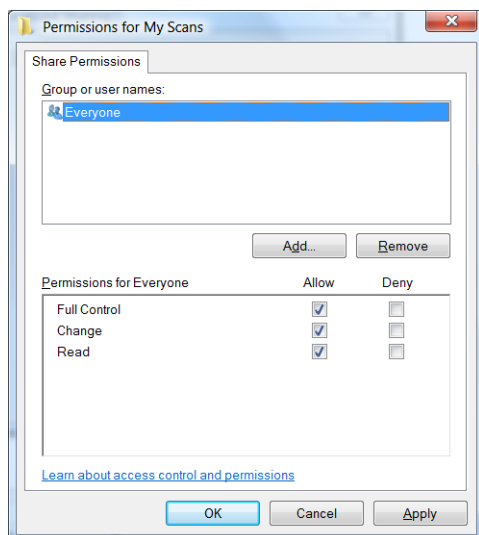 Permissions for My Scans
Share Permissions
Group or user names:
Everyone
Add...
Remove
Permissions for Everyone Allow Deny
Full Control
Change
Read
Learn about access control and permissions
OK Cancel Apply